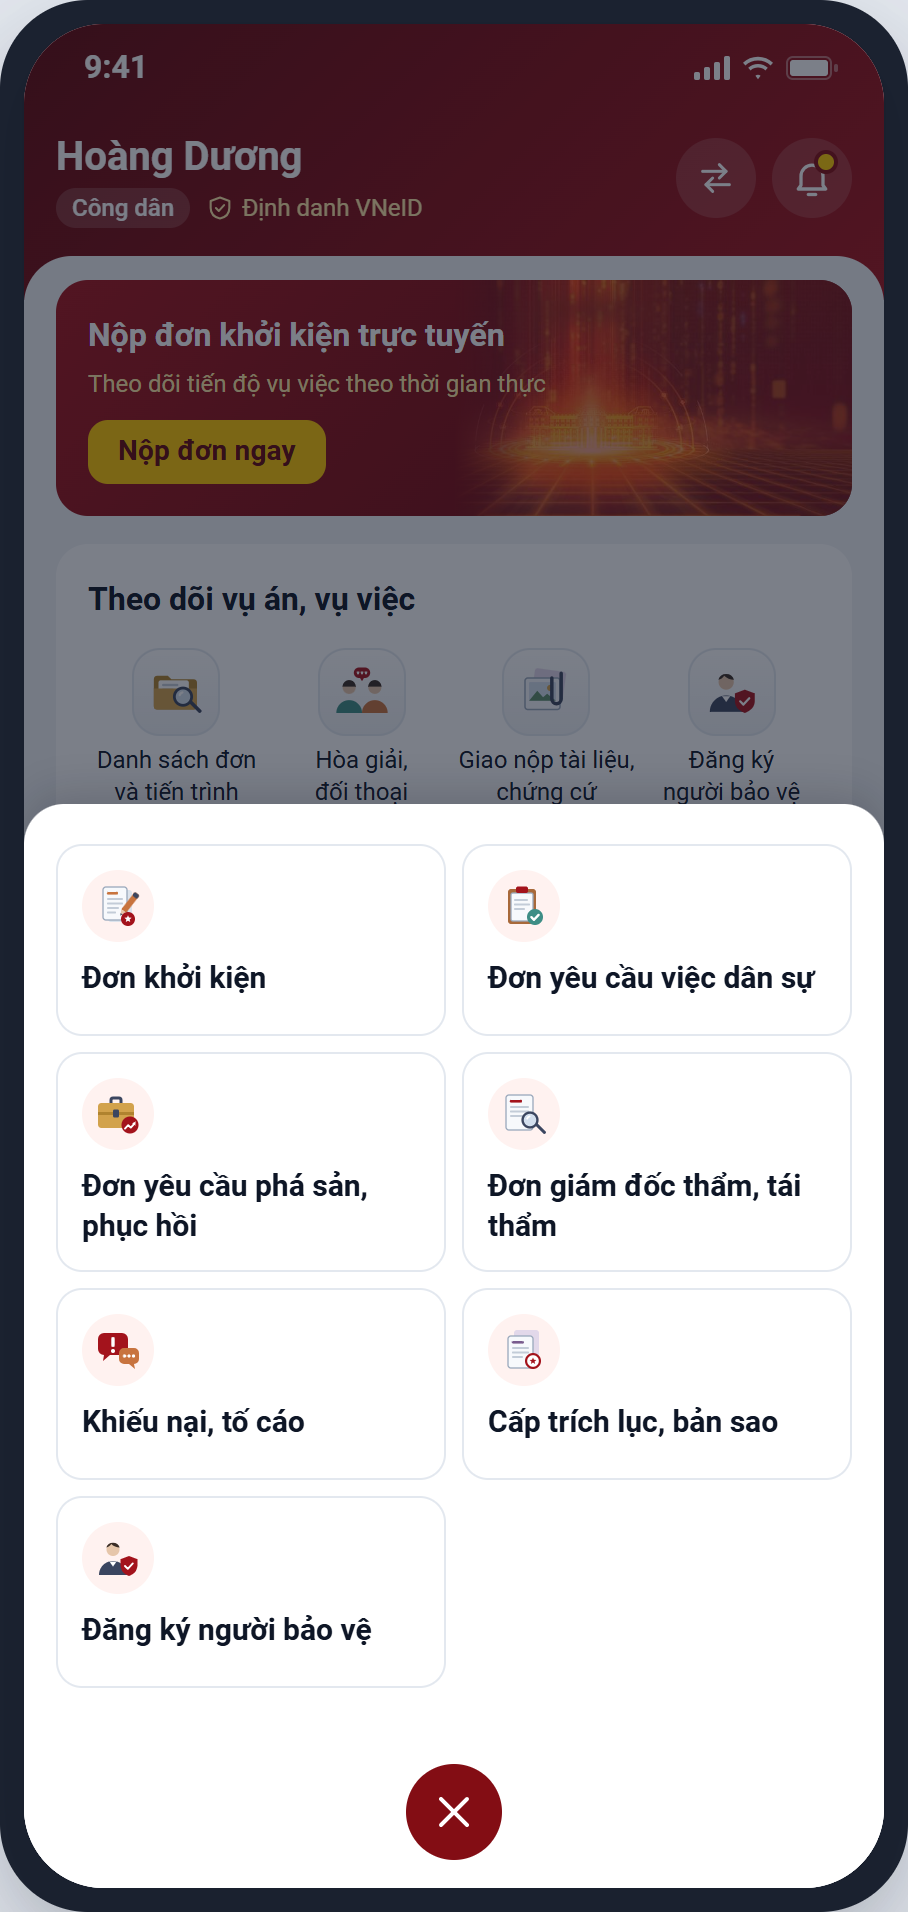 9:41
Hoàng Dương
Công dân
Định danh VNeID
Nộp đơn khởi kiện trực tuyến
Theo dõi tiến độ vụ việc theo thời gian thực
Nộp đơn ngay
Theo dõi vụ án, vụ việc
Danh sách đơn
và tiến trình
Hòa giải,
đối thoại
Giao nộp tài liệu,
chứng cứ
Đăng ký
người bảo vệ
Đơn khởi kiện
Đơn yêu cầu việc dân sự
Đơn yêu cầu phá sản,
phục hồi
Đơn giám đốc thẩm, tái
thẩm
Khiếu nại, tố cáo
Cấp trích lục, bản sao
Đăng ký người bảo vệ